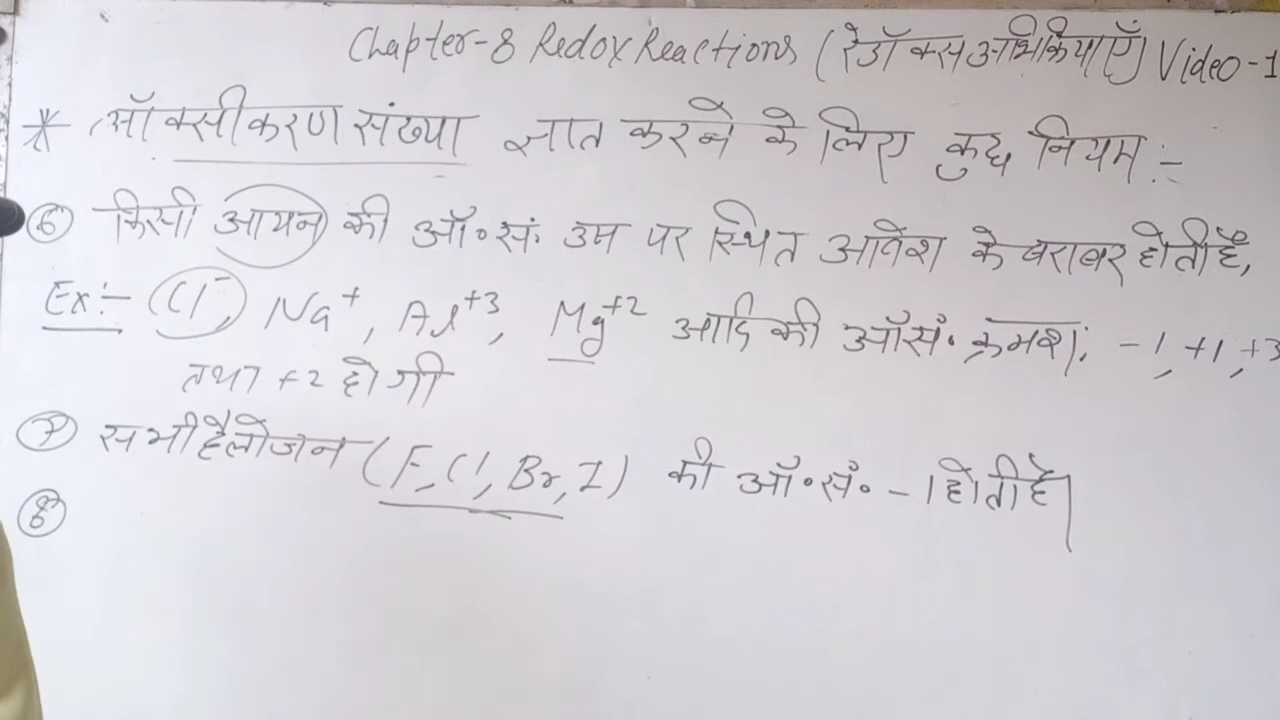 Chapter-8 Redox Reactions (रेडॉक्स अभिक्रियाएँ) Video-1
* ऑक्सीकरण संख्या ज्ञात करने के लिए कुछ नियम :-
⑥ किसी आयन की ऑ॰सं॰ उस पर स्थित आवेश के बराबर होती है,
Ex:- Cl⁻, Na⁺, Al⁺³, Mg⁺² आदि की ऑ सं॰ क्रमशः -1, +1, +3
तथा +2 होगी
⑦ सभी हैलोजन (F, Cl, Br, I) की ऑ॰सं॰ -1 होती है।
⑧